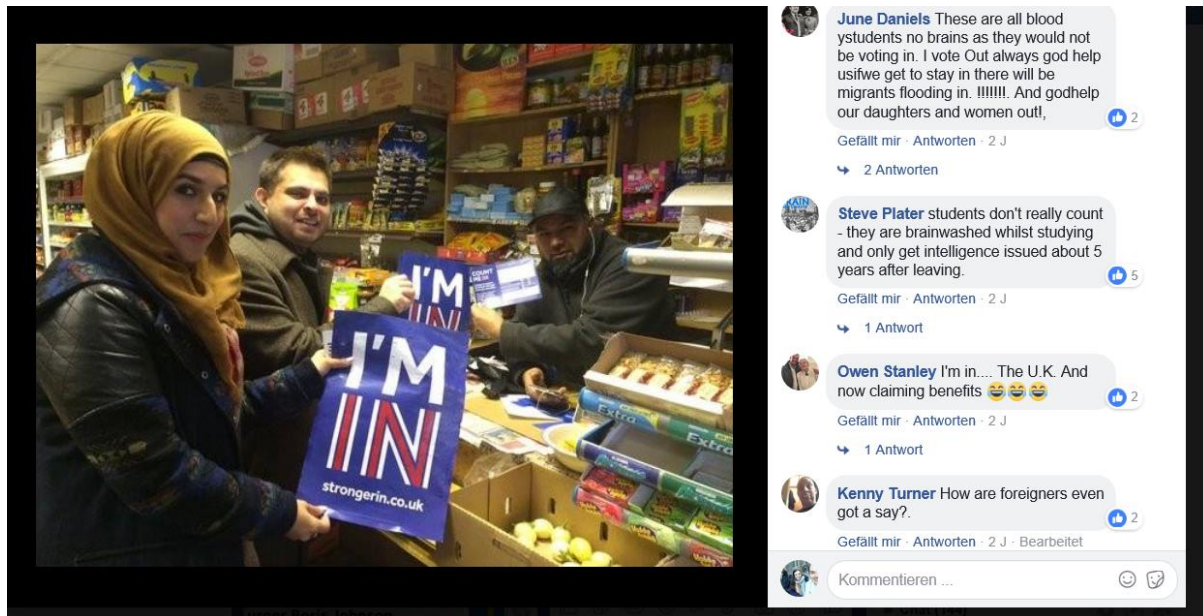 I'M
IN
COUNT
ME IN
I'M
IN
strongerin.co.uk
Extra
Extra
June Daniels These are all blood
ystudents no brains as they would not
be voting in. I vote Out always god help
usifwe get to stay in there will be
migrants flooding in. !!!!!!!. And godhelp
our daughters and women out!,
2
Gefällt mir · Antworten · 2 J
2 Antworten
Steve Plater students don't really count
- they are brainwashed whilst studying
and only get intelligence issued about 5
years after leaving.
5
Gefällt mir · Antworten · 2 J
1 Antwort
Owen Stanley I'm in.... The U.K. And
now claiming benefits 😂😂😂
2
Gefällt mir · Antworten · 2 J
1 Antwort
Kenny Turner How are foreigners even
got a say?.
2
Gefällt mir · Antworten · 2 J · Bearbeitet
Kommentieren ...